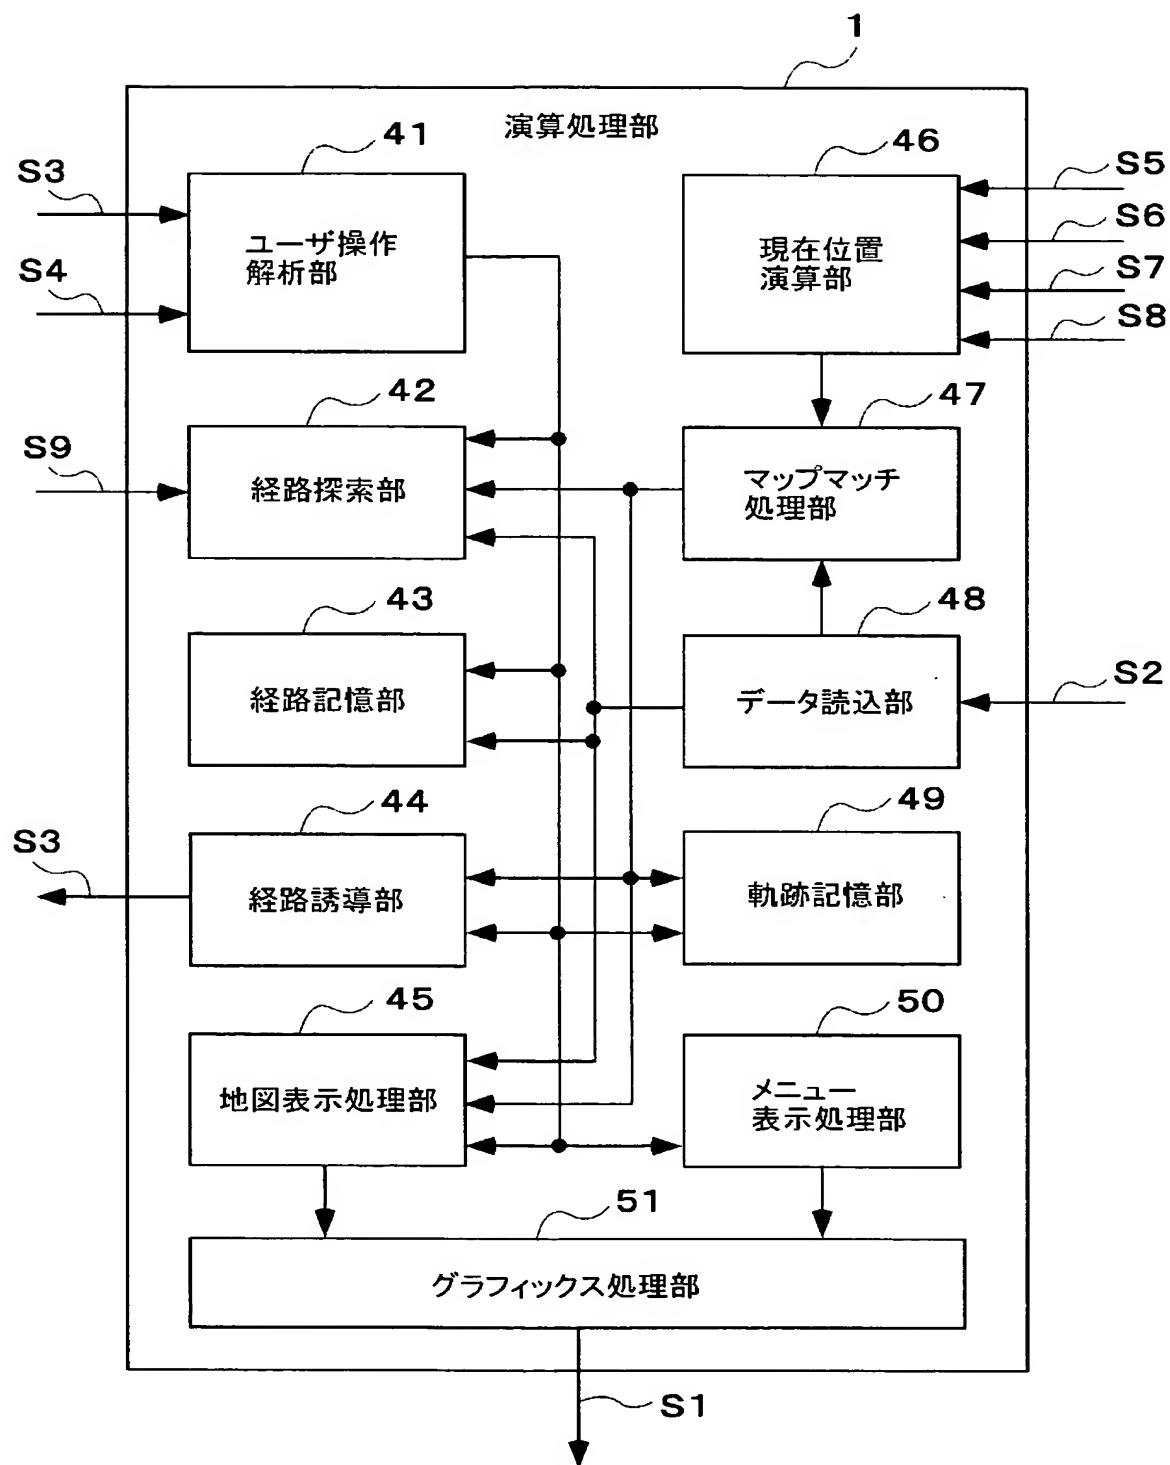 1
演算処理部
41
46
S3
S5
ユーザ操作
解析部
現在位置
演算部
S6
S4
S7
S8
42
47
S9
経路探索部
マップマッチ
処理部
43
48
経路記憶部
データ読込部
S2
44
49
S3
経路誘導部
軌跡記憶部
45
50
地図表示処理部
メニュー
表示処理部
51
グラフィックス処理部
S1